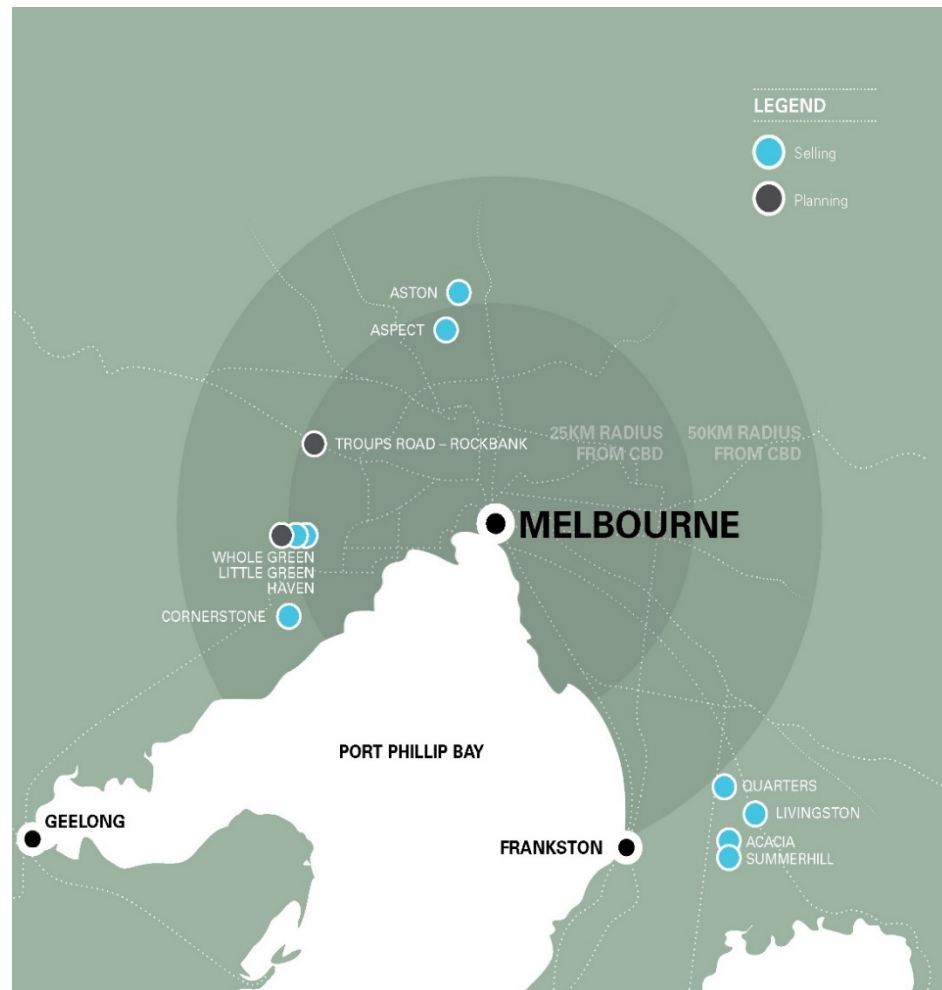 LEGEND
Selling
Planning
ASTON
ASPECT
TROUPS ROAD – ROCKBANK
25KM RADIUS
FROM CBD
50KM RADIUS
FROM CBD
MELBOURNE
WHOLE GREEN
LITTLE GREEN
HAVEN
CORNERSTONE
PORT PHILLIP BAY
QUARTERS
LIVINGSTON
GEELONG
FRANKSTON
ACACIA
SUMMERHILL